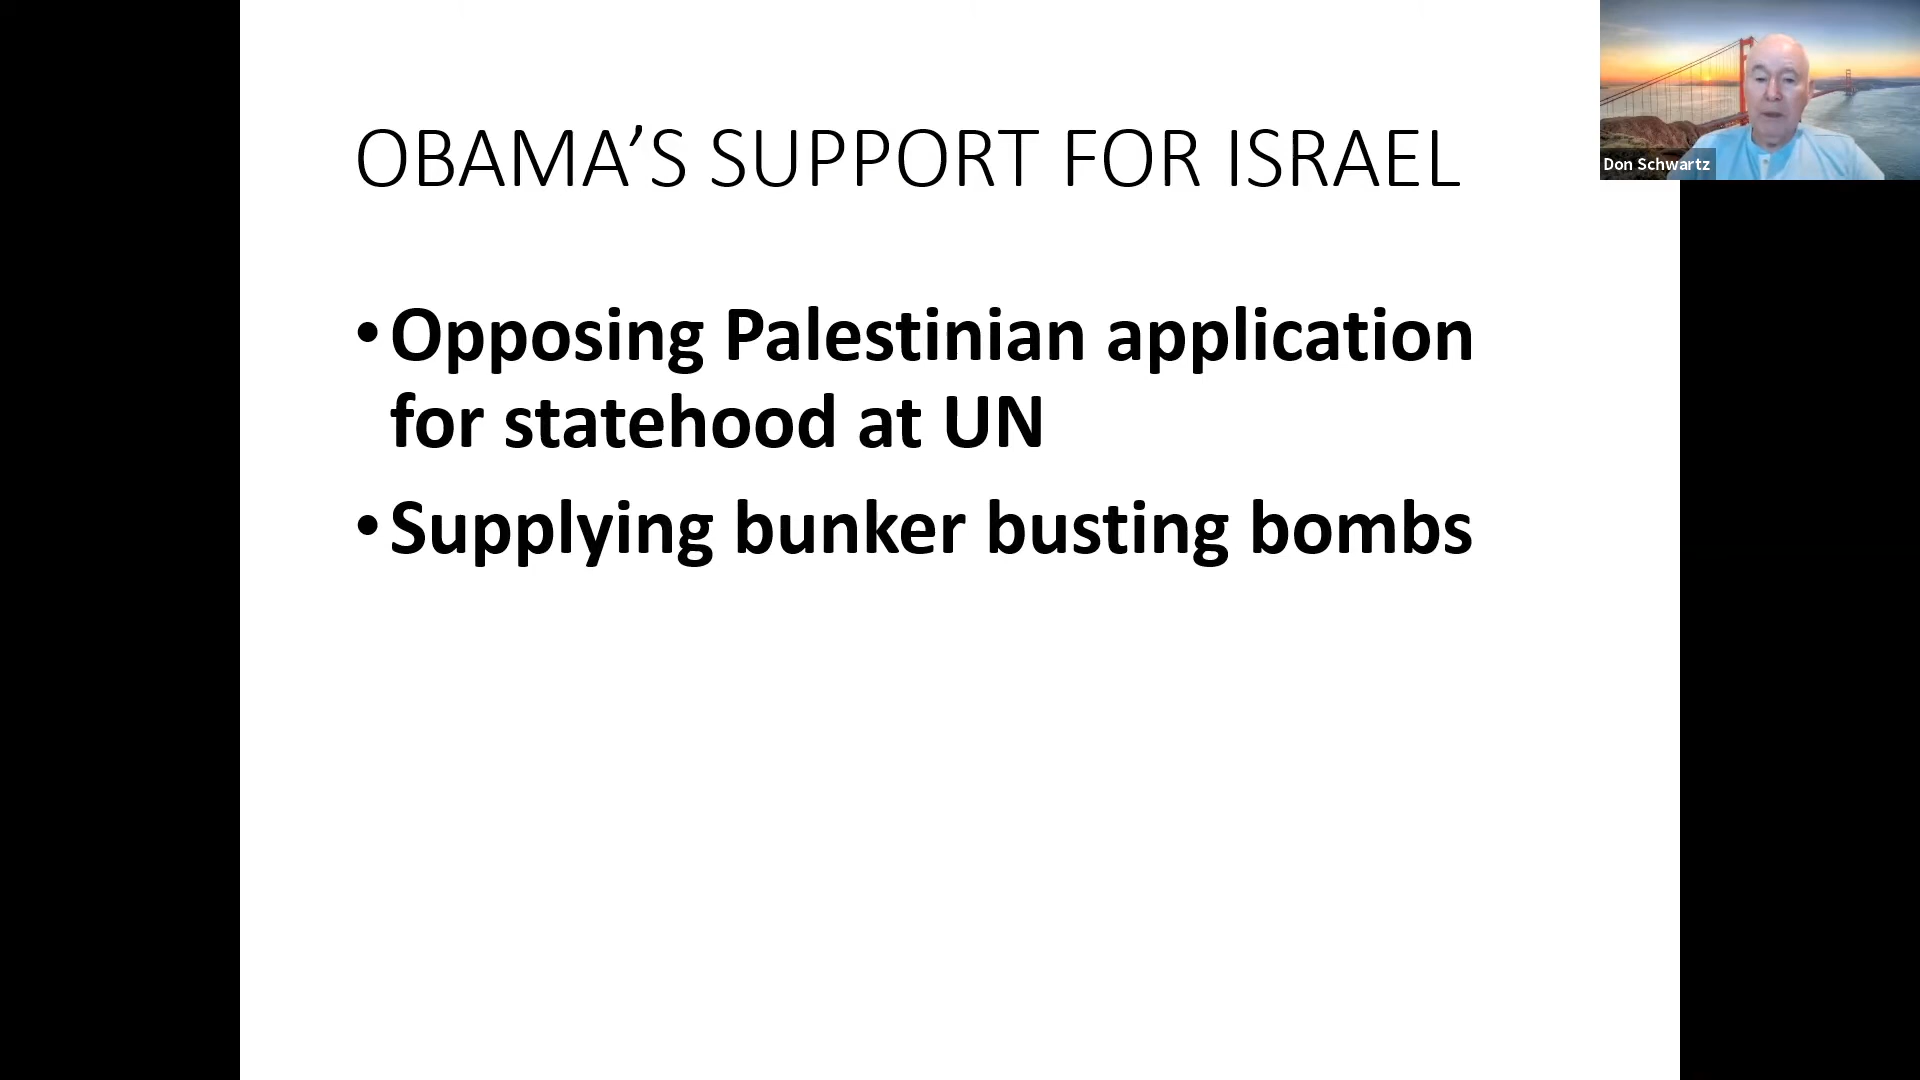 OBAMA’S SUPPORT FOR ISRAEL
•Opposing Palestinian application
for statehood at UN
•Supplying bunker busting bombs
Don Schwartz